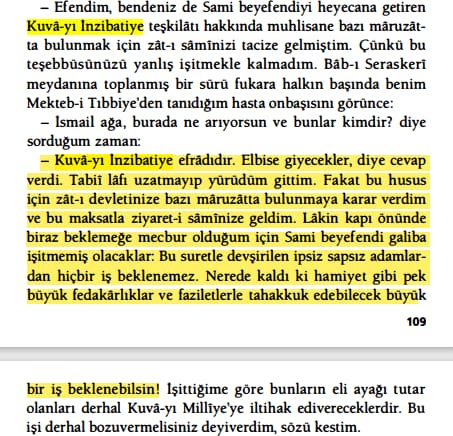 – Efendim, bendeniz de Sami beyefendiyi heyecana getiren
Kuvâ-yı İnzibatiye teşkilâtı hakkında muhlisane bazı mâruzât-
ta bulunmak için zât-ı sâmînizi tacize gelmiştim. Çünkü bu
teşebbüsünüzü yanlış işitmekle kalmadım. Bâb-ı Seraskerî
meydanına toplanmış bir sürü fukara halkın başında benim
Mekteb-i Tıbbiye'den tanıdığım hasta onbaşısını görünce:
– Ismail ağa, burada ne arıyorsun ve bunlar kimdir? diye
sorduğum zaman:
– Kuvâ-yı İnzibatiye efrâdıdır. Elbise giyecekler, diye cevap
verdi. Tabiî lâfı uzatmayıp yürüdüm gittim. Fakat bu husus
için zât-ı devletinize bazı mâruzâtta bulunmaya karar verdim
ve bu maksatla ziyaret-i sâmînize geldim. Lâkin kapı önünde
biraz beklemeğe mecbur olduğum için Sami beyefendi galiba
işitmemiş olacaklar: Bu suretle devşirilen ipsiz sapsız adamlar-
dan hiçbir iş beklenemez. Nerede kaldı ki hamiyet gibi pek
büyük fedakârlıklar ve faziletlerle tahakkuk edebilecek büyük
109
bir iş beklenebilsin! İşittiğime göre bunların eli ayağı tutar
olanları derhal Kuvâ-yı Millîye'ye iltihak edivereceklerdir. Bu
işi derhal bozuvermelisiniz deyiverdim, sözü kestim.